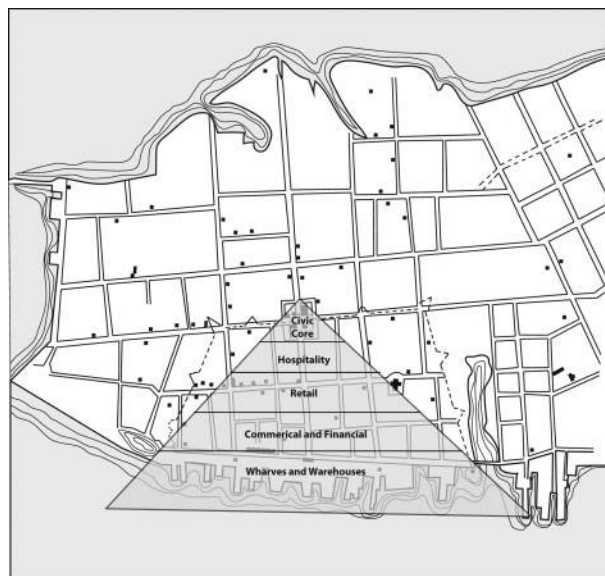 Civic
Core
Hospitality
Retail
Commerical and Financial
Wharves and Warehouses